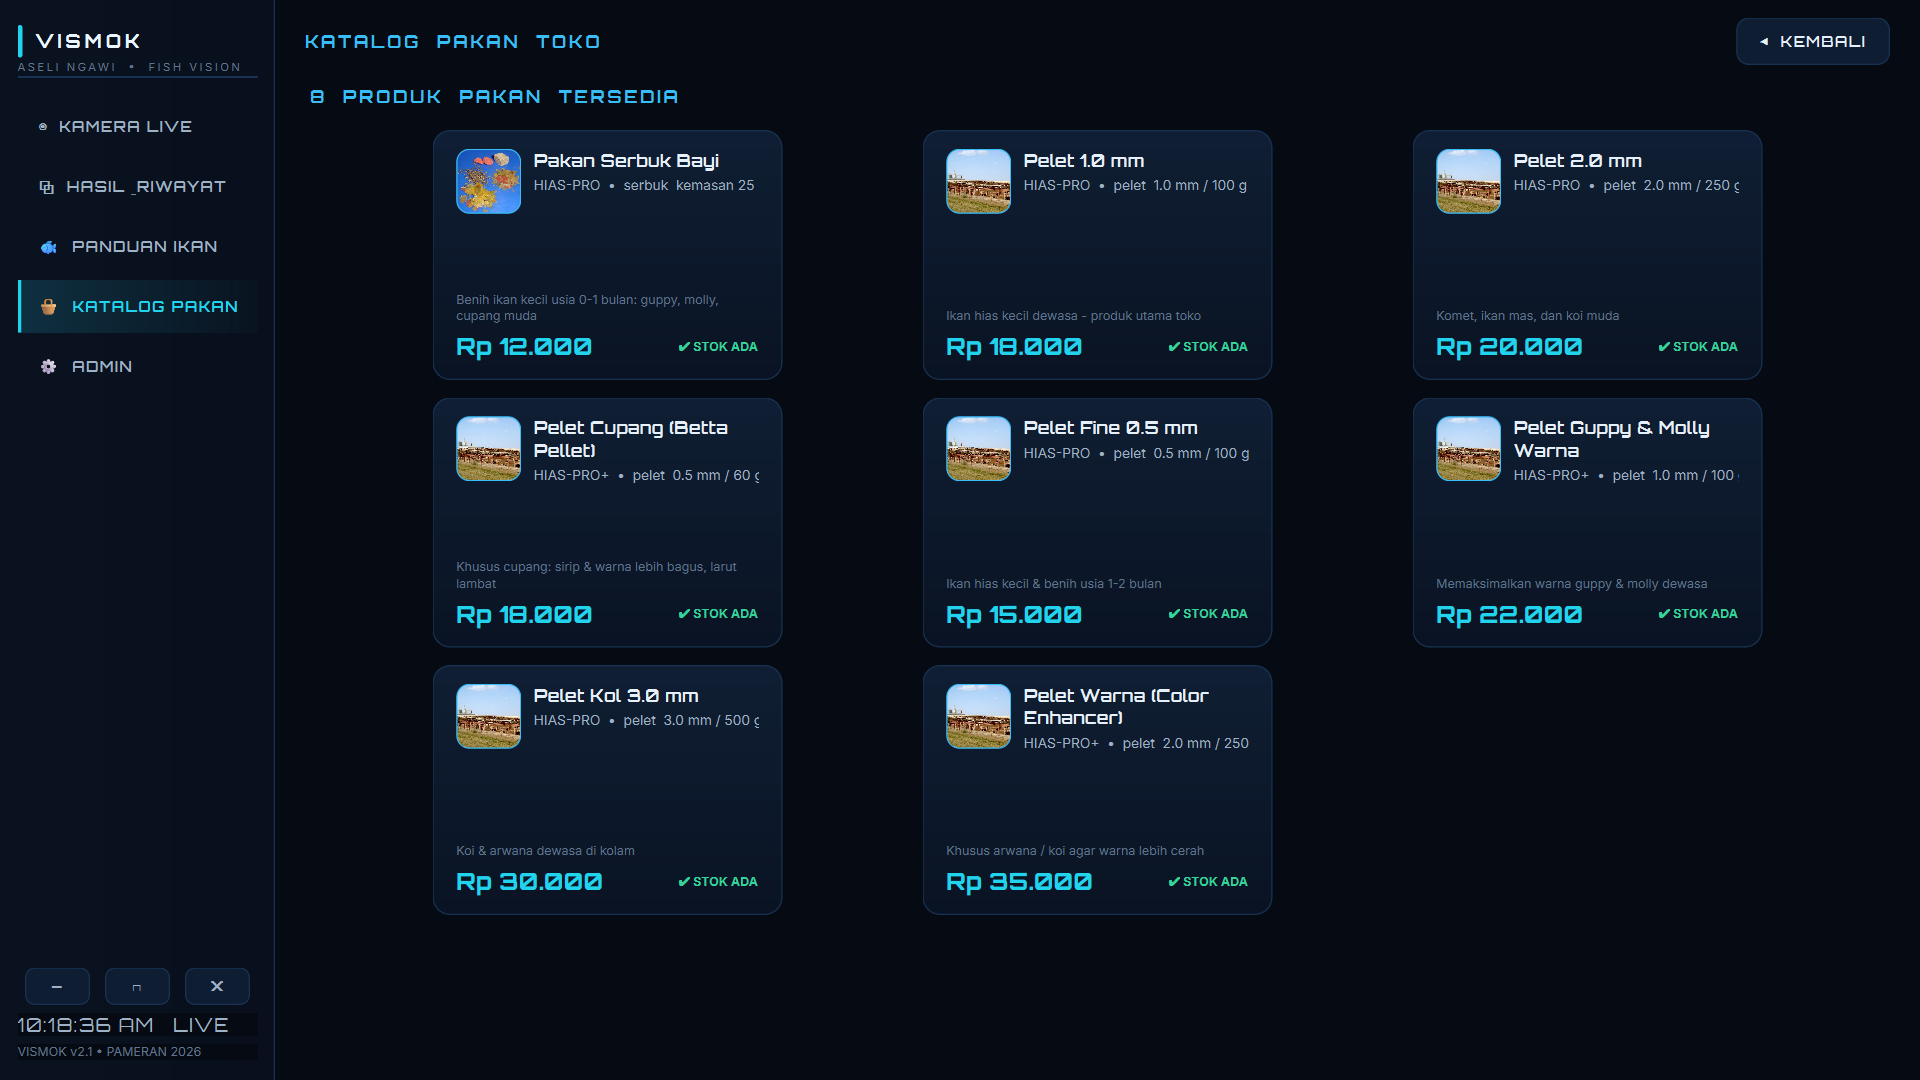 VISMOK
ASELI NGAWI • FISH VISION
KAMERA LIVE
HASIL _RIWAYAT
PANDUAN IKAN
KATALOG PAKAN
ADMIN
10:18:36 AM LIVE
VISMOK v2.1 • PAMERAN 2026
KATALOG PAKAN TOKO
◄ KEMBALI
8 PRODUK PAKAN TERSEDIA
Pakan Serbuk Bayi
HIAS-PRO • serbuk kemasan 25
Benih ikan kecil usia 0-1 bulan: guppy, molly,
cupang muda
Rp 12.000
✔ STOK ADA
Pelet 1.0 mm
HIAS-PRO • pelet 1.0 mm / 100 g
Ikan hias kecil dewasa - produk utama toko
Rp 18.000
✔ STOK ADA
Pelet 2.0 mm
HIAS-PRO • pelet 2.0 mm / 250 g
Komet, ikan mas, dan koi muda
Rp 20.000
✔ STOK ADA
Pelet Cupang (Betta
Pellet)
HIAS-PRO+ • pelet 0.5 mm / 60 g
Khusus cupang: sirip & warna lebih bagus, larut
lambat
Rp 18.000
✔ STOK ADA
Pelet Fine 0.5 mm
HIAS-PRO • pelet 0.5 mm / 100 g
Ikan hias kecil & benih usia 1-2 bulan
Rp 15.000
✔ STOK ADA
Pelet Guppy & Molly
Warna
HIAS-PRO+ • pelet 1.0 mm / 100
Memaksimalkan warna guppy & molly dewasa
Rp 22.000
✔ STOK ADA
Pelet Koi 3.0 mm
HIAS-PRO • pelet 3.0 mm / 500 g
Koi & arwana dewasa di kolam
Rp 30.000
✔ STOK ADA
Pelet Warna (Color
Enhancer)
HIAS-PRO+ • pelet 2.0 mm / 250
Khusus arwana / koi agar warna lebih cerah
Rp 35.000
✔ STOK ADA